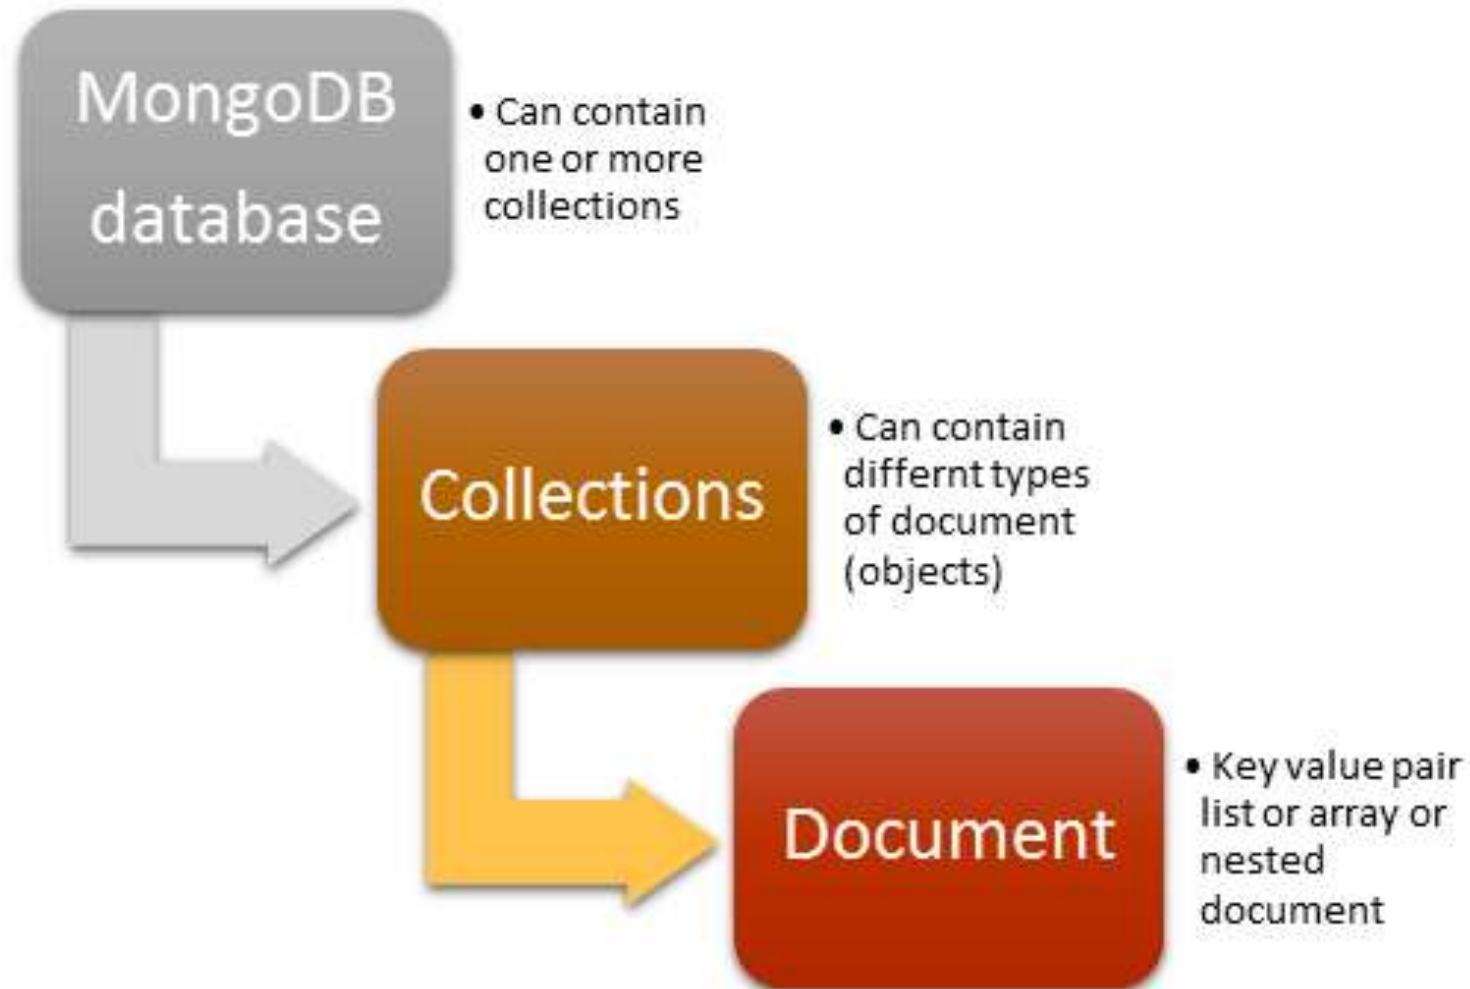 MongoDB
database
• Can contain
one or more
collections
Collections
• Can contain
differnt types
of document
(objects)
Document
• Key value pair
list or array or
nested
document